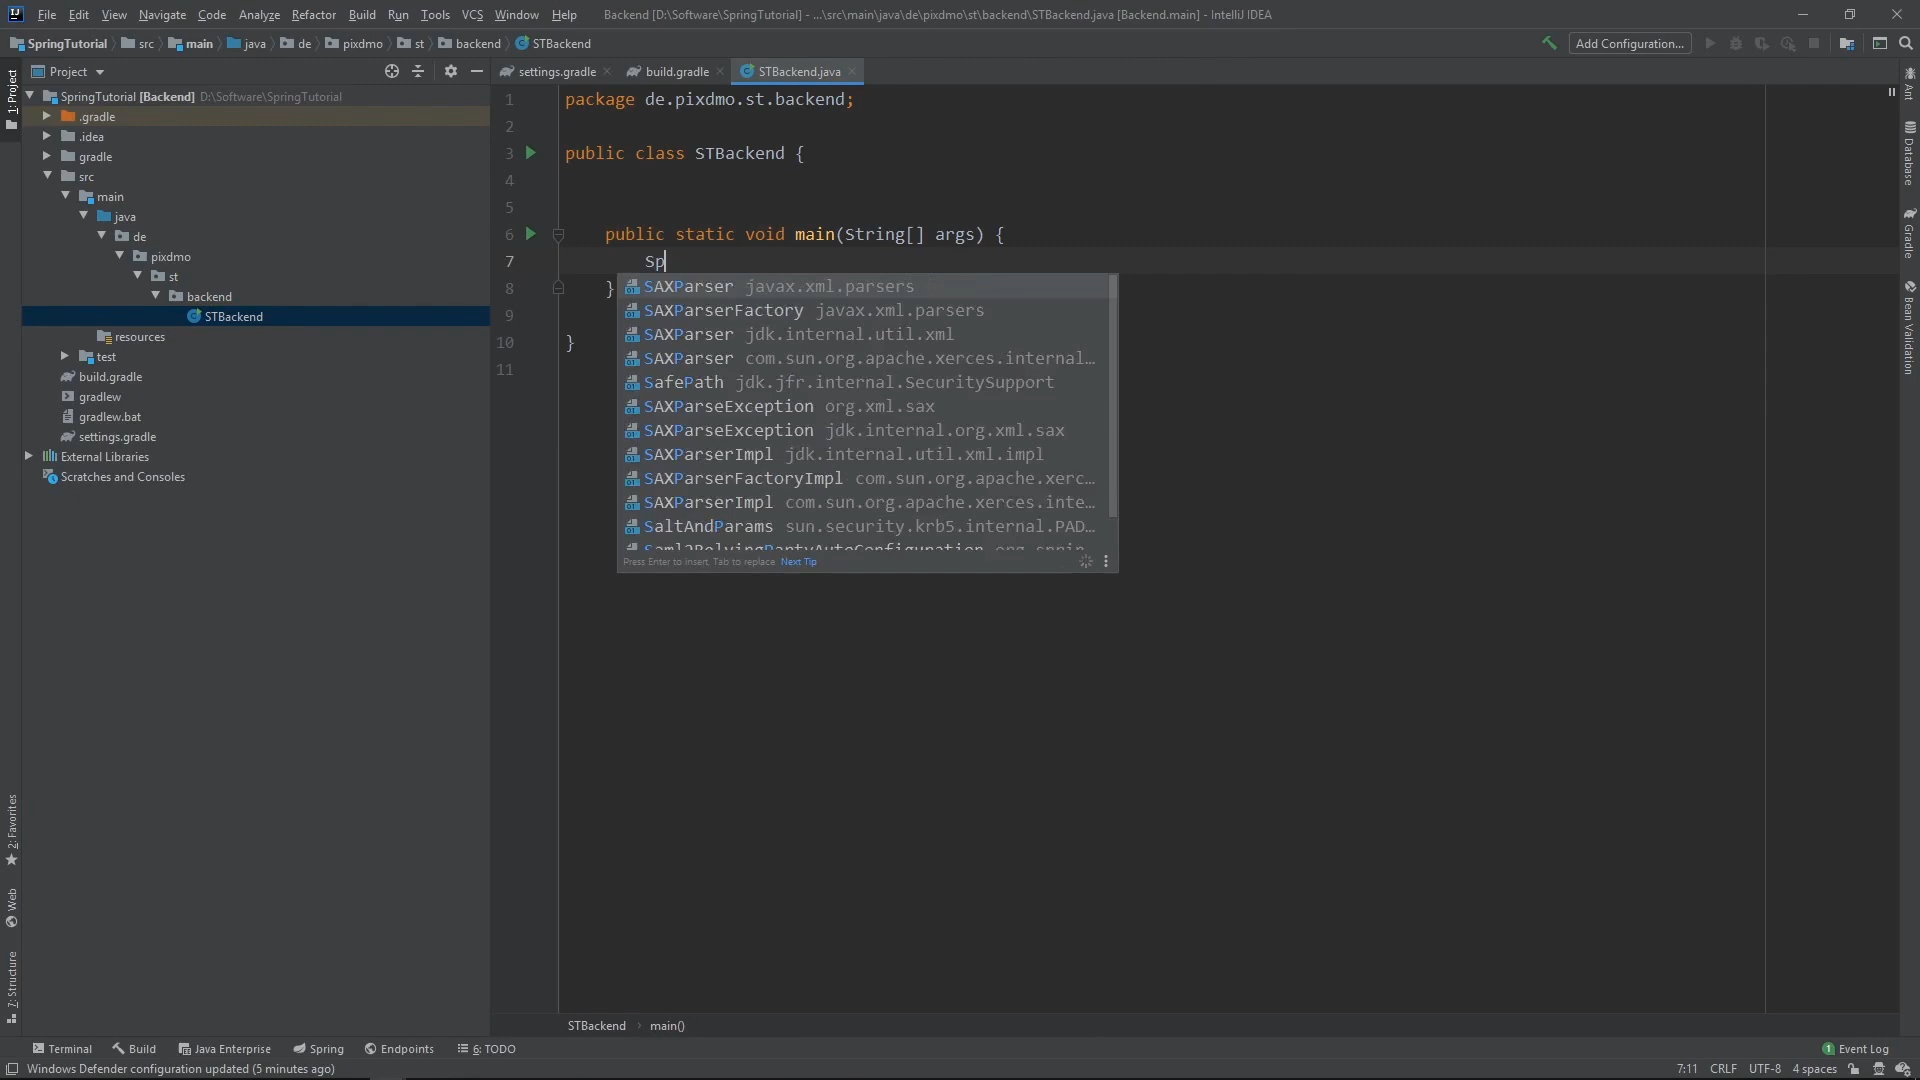 File Edit View Navigate Code Analyze Refactor Build Run Tools VCS Window Help Backend [D:\Software\SpringTutorial] - ...\src\main\java\de\pixdmo\st\backend\STBackend.java [Backend.main] - IntelliJ IDEA
SpringTutorial src main java de pixdmo st backend STBackend Add Configuration...
Project
settings.gradle build.gradle STBackend.java
1: Project
SpringTutorial [Backend] D:\Software\SpringTutorial
.gradle
.idea
gradle
src
main
java
de
pixdmo
st
backend
STBackend
resources
test
build.gradle
gradlew
gradlew.bat
settings.gradle
External Libraries
Scratches and Consoles
2: Favorites
Web
7: Structure
1 package de.pixdmo.st.backend;
2
3 public class STBackend {
4
5
6 public static void main(String[] args) {
7 Sp
8 }
9
10 }
11
SAXParser javax.xml.parsers
SAXParserFactory javax.xml.parsers
SAXParser jdk.internal.util.xml
SAXParser com.sun.org.apache.xerces.internal…
SafePath jdk.jfr.internal.SecuritySupport
SAXParseException org.xml.sax
SAXParseException jdk.internal.org.xml.sax
SAXParserImpl jdk.internal.util.xml.impl
SAXParserFactoryImpl com.sun.org.apache.xerc…
SAXParserImpl com.sun.org.apache.xerces.inte…
SaltAndParams sun.security.krb5.internal.PAD…
Saml2RelyingPartyAutoConfiguration org.sprin
Press Enter to insert, Tab to replace Next Tip
Ant
Database
Gradle
Bean Validation
STBackend main()
Terminal Build Java Enterprise Spring Endpoints 6: TODO 1 Event Log
Windows Defender configuration updated (5 minutes ago) 7:11 CRLF UTF-8 4 spaces